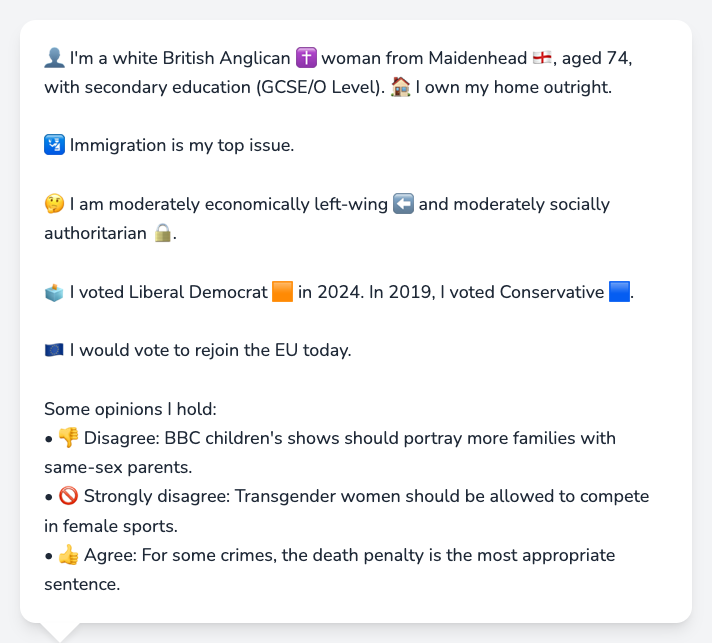 👤 I'm a white British Anglican ✝️ woman from Maidenhead 🏴󠁧󠁢󠁥󠁮󠁧󠁿, aged 74,
with secondary education (GCSE/O Level). 🏠 I own my home outright.
🛂 Immigration is my top issue.
🤔 I am moderately economically left-wing ⬅️ and moderately socially
authoritarian 🔒.
🗳️ I voted Liberal Democrat 🟧 in 2024. In 2019, I voted Conservative 🟦.
🇪🇺 I would vote to rejoin the EU today.
Some opinions I hold:
• 👎 Disagree: BBC children's shows should portray more families with
same-sex parents.
• 🚫 Strongly disagree: Transgender women should be allowed to compete
in female sports.
• 👍 Agree: For some crimes, the death penalty is the most appropriate
sentence.